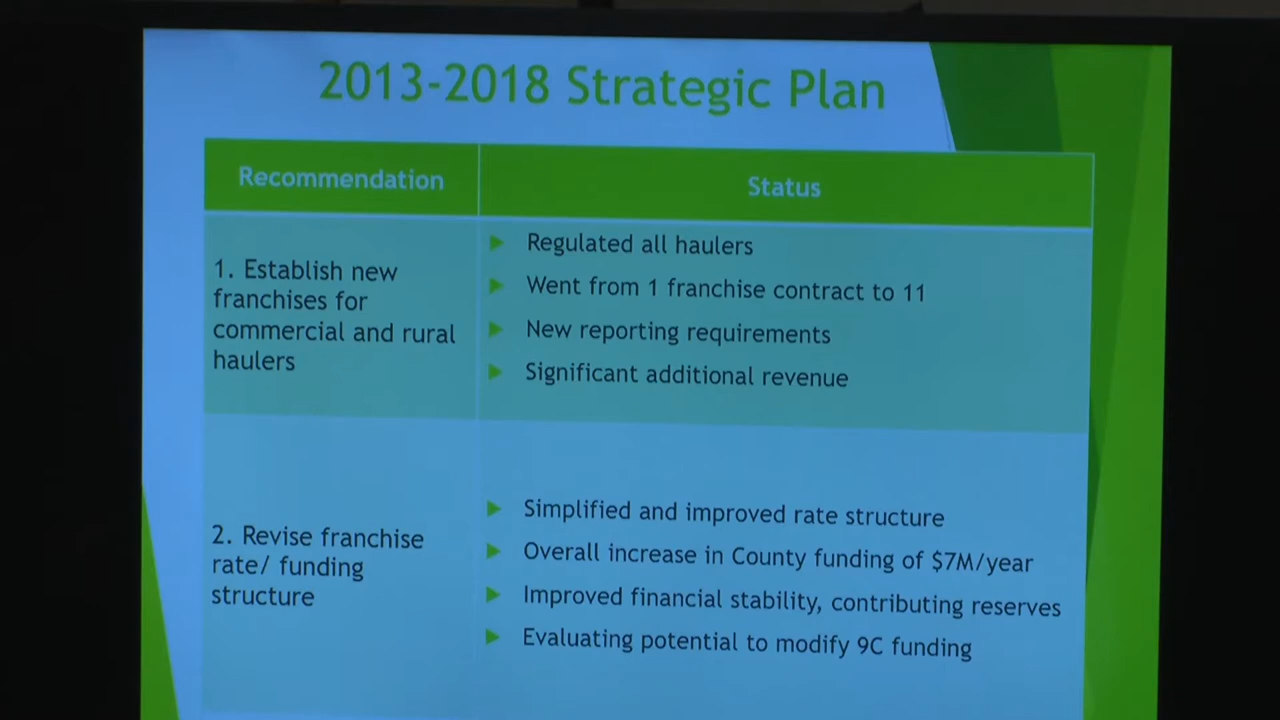 2013-2018 Strategic Plan
Recommendation
Status
1. Establish new
franchises for
commercial and rural
haulers
Regulated all haulers
Went from 1 franchise contract to 11
New reporting requirements
Significant additional revenue
2. Revise franchise
rate/ funding
structure
Simplified and improved rate structure
Overall increase in County funding of $7M/year
Improved financial stability, contributing reserves
Evaluating potential to modify 9C funding